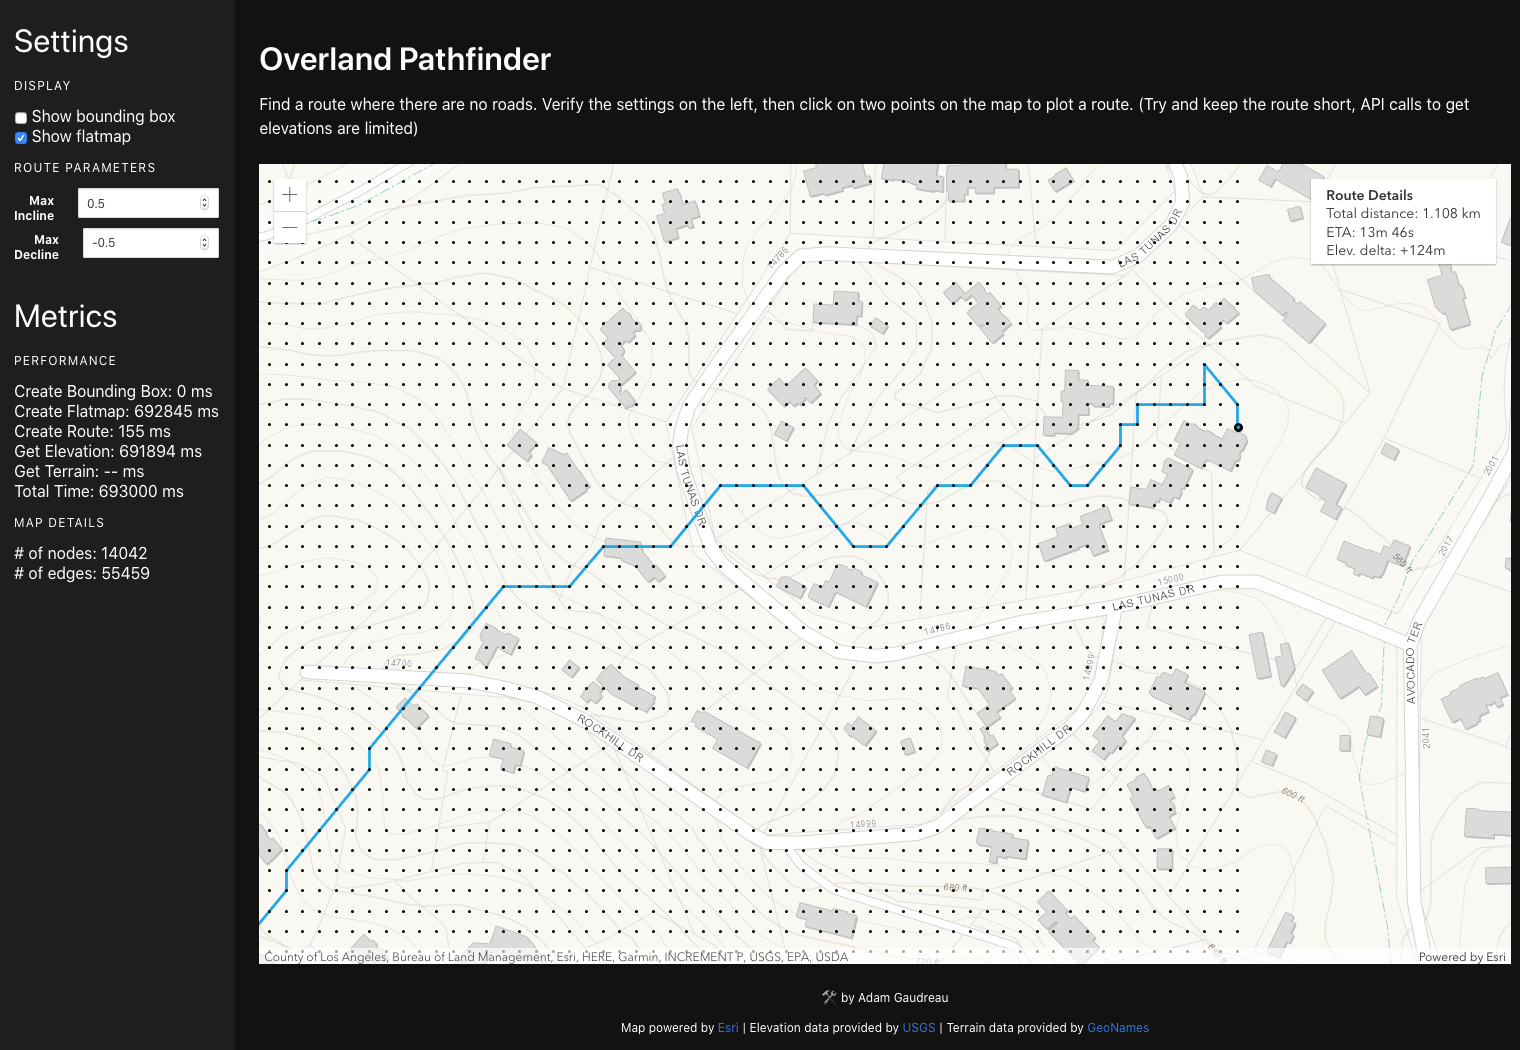 Settings
DISPLAY
Show bounding box
Show flatmap
ROUTE PARAMETERS
Max Incline
0.5
Max Decline
-0.5
Metrics
PERFORMANCE
Create Bounding Box: 0 ms
Create Flatmap: 692845 ms
Create Route: 155 ms
Get Elevation: 691894 ms
Get Terrain: -- ms
Total Time: 693000 ms
MAP DETAILS
# of nodes: 14042
# of edges: 55459
Overland Pathfinder
Find a route where there are no roads. Verify the settings on the left, then click on two points on the map to plot a route. (Try and keep the route short, API calls to get
elevations are limited)
+
−
Route Details
Total distance: 1.108 km
ETA: 13m 46s
Elev. delta: +124m
LAS TUNAS DR
14786
LAS TUNAS DR
2001
2017
560 ft
15000
LAS TUNAS DR
14786
14999
AVOCADO TER
14700
ROCKHILL DR
ROCKHILL DR
2041
600 ft
14999
680 ft
720 ft
County of Los Angeles, Bureau of Land Management, Esri, HERE, Garmin, INCREMENT P, USGS, EPA, USDA
Powered by Esri
🛠 by Adam Gaudreau
Map powered by Esri | Elevation data provided by USGS | Terrain data provided by GeoNames